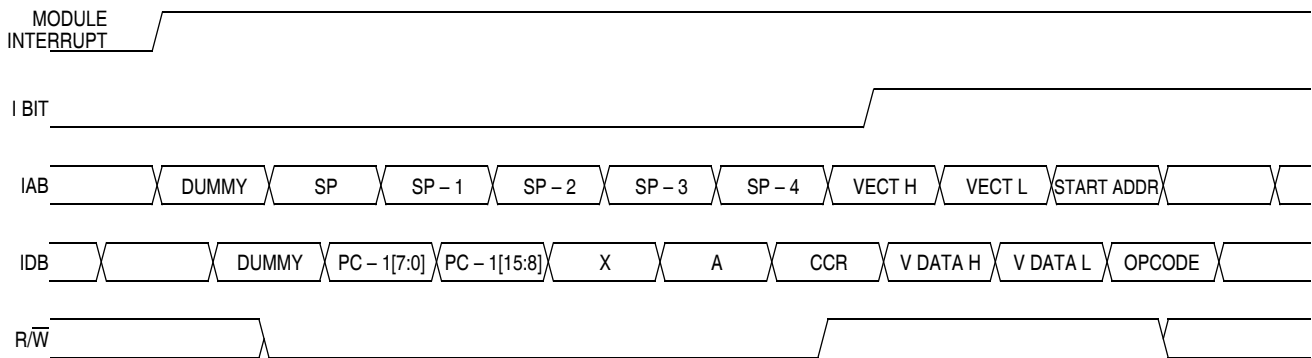 MODULE
INTERRUPT
I BIT
IAB DUMMY SP SP – 1 SP – 2 SP – 3 SP – 4 VECT H VECT L START ADDR
IDB DUMMY PC – 1[7:0] PC – 1[15:8] X A CCR V DATA H V DATA L OPCODE
R/W̅